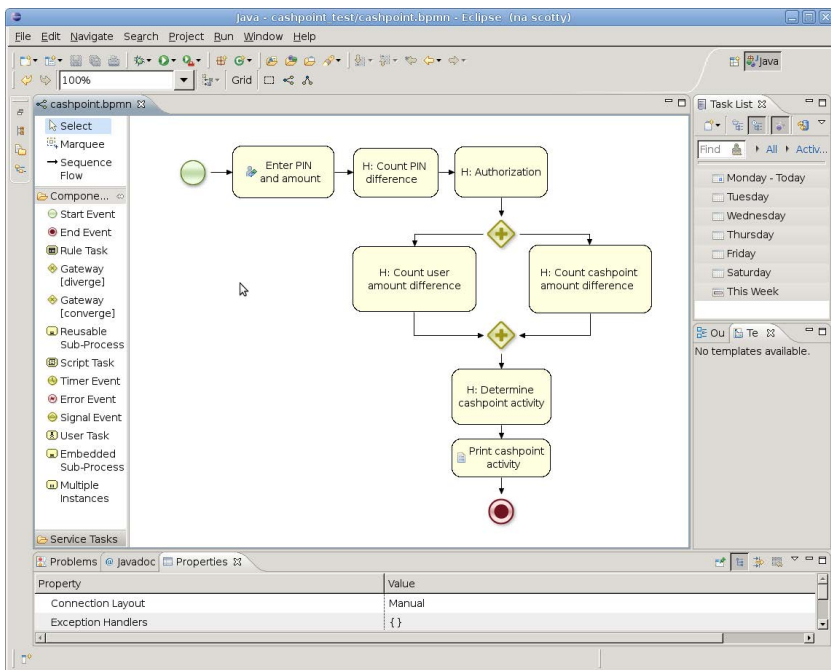 Java - cashpoint_test/cashpoint.bpmn - Eclipse (na scotty)
File Edit Navigate Search Project Run Window Help
Java
100%
Grid
cashpoint.bpmn
Select
Marquee
Sequence
Flow
Compone...
Start Event
End Event
Rule Task
Gateway
[diverge]
Gateway
[converge]
Reusable
Sub-Process
Script Task
Timer Event
Error Event
Signal Event
User Task
Embedded
Sub-Process
Multiple
Instances
Service Tasks
Enter PIN
and amount
H: Count PIN
difference
H: Authorization
H: Count user
amount difference
H: Count cashpoint
amount difference
H: Determine
cashpoint activity
Print cashpoint
activity
Task List
Find All Activ...
Monday - Today
Tuesday
Wednesday
Thursday
Friday
Saturday
This Week
Ou Te
No templates available.
Problems @ Javadoc Properties
Property Value
Connection Layout Manual
Exception Handlers {}